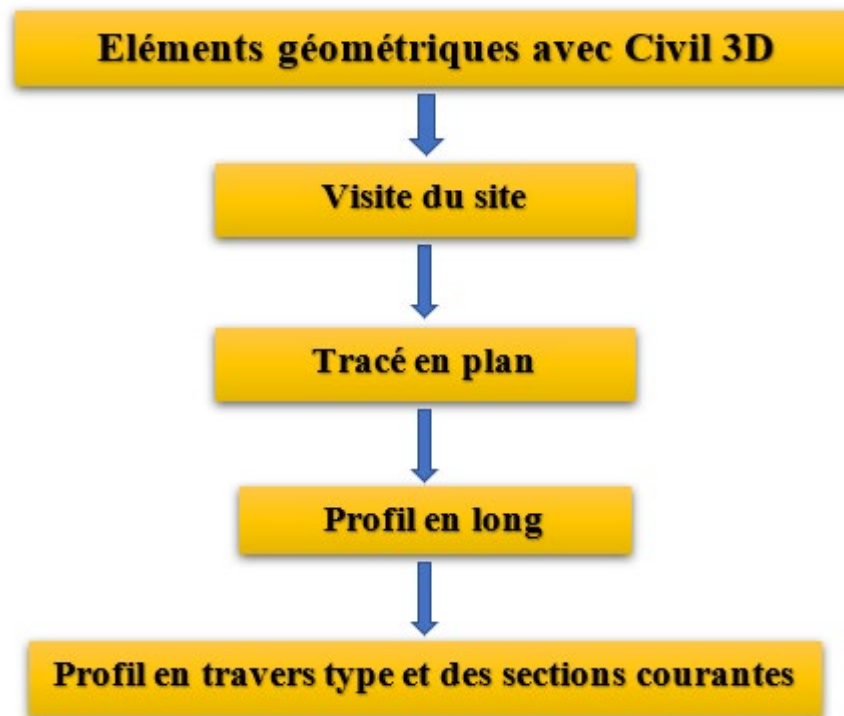 Eléments géométriques avec Civil 3D
Visite du site
Tracé en plan
Profil en long
Profil en travers type et des sections courantes